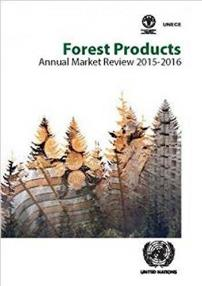 UNECE
Forest Products
Annual Market Review 2015-2016
UNITED NATIONS